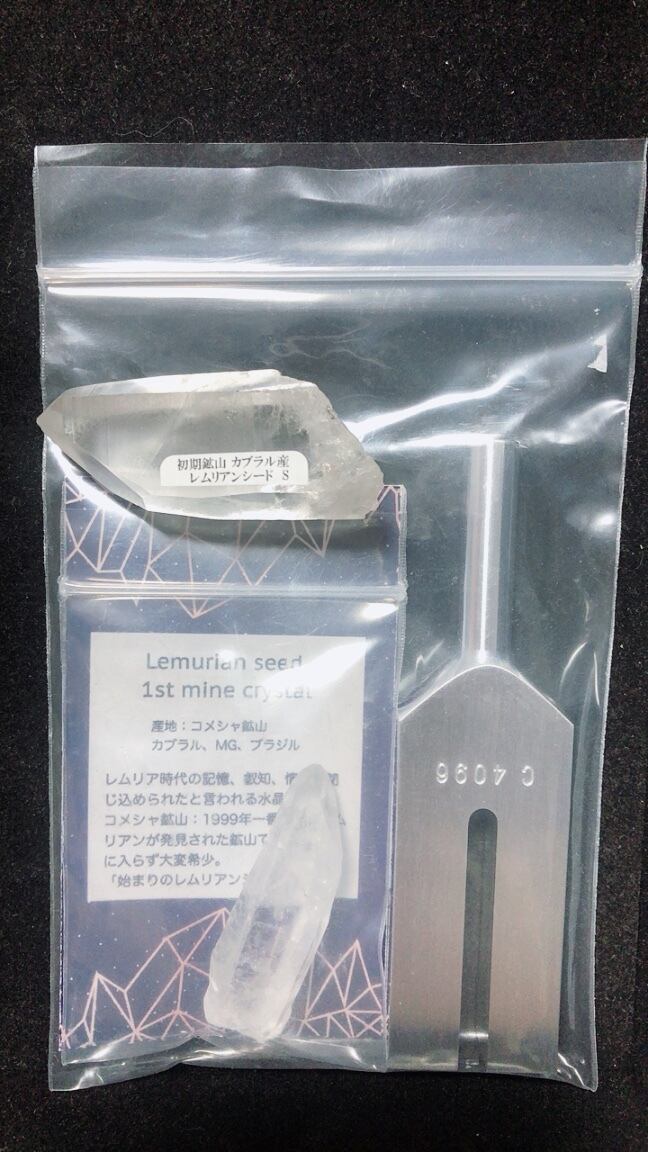 初期鉱山 カブラル産
レムリアンシード S
Lemurian seed
1st mine crystal
産地：コメシャ鉱山
カブラル、MG、ブラジル
レムリア時代の記憶、叡知、
じ込められたと言われる水晶
コメシャ鉱山：1999年一番
リアンが発見された鉱山で
に入らず大変希少。
「始まりのレムリアン
C 4096